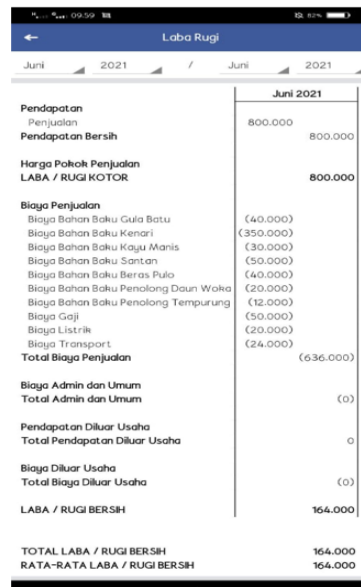 09.59
82%
Laba Rugi
Juni 2021 / Juni 2021
Juni 2021
Pendapatan
Penjualan 800.000
Pendapatan Bersih 800.000
Harga Pokok Penjualan
LABA / RUGI KOTOR 800.000
Biaya Penjualan
Biaya Bahan Baku Gula Batu (40.000)
Biaya Bahan Baku Kenari (350.000)
Biaya Bahan Baku Kayu Manis (30.000)
Biaya Bahan Baku Santan (50.000)
Biaya Bahan Baku Beras Pulo (40.000)
Biaya Bahan Baku Penolong Daun Woka (20.000)
Biaya Bahan Baku Penolong Tempurung (12.000)
Biaya Gaji (50.000)
Biaya Listrik (20.000)
Biaya Transport (24.000)
Total Biaya Penjualan (636.000)
Biaya Admin dan Umum
Total Admin dan Umum (0)
Pendapatan Diluar Usaha
Total Pendapatan Diluar Usaha 0
Biaya Diluar Usaha
Total Biaya Diluar Usaha (0)
LABA / RUGI BERSIH 164.000
TOTAL LABA / RUGI BERSIH 164.000
RATA-RATA LABA / RUGI BERSIH 164.000